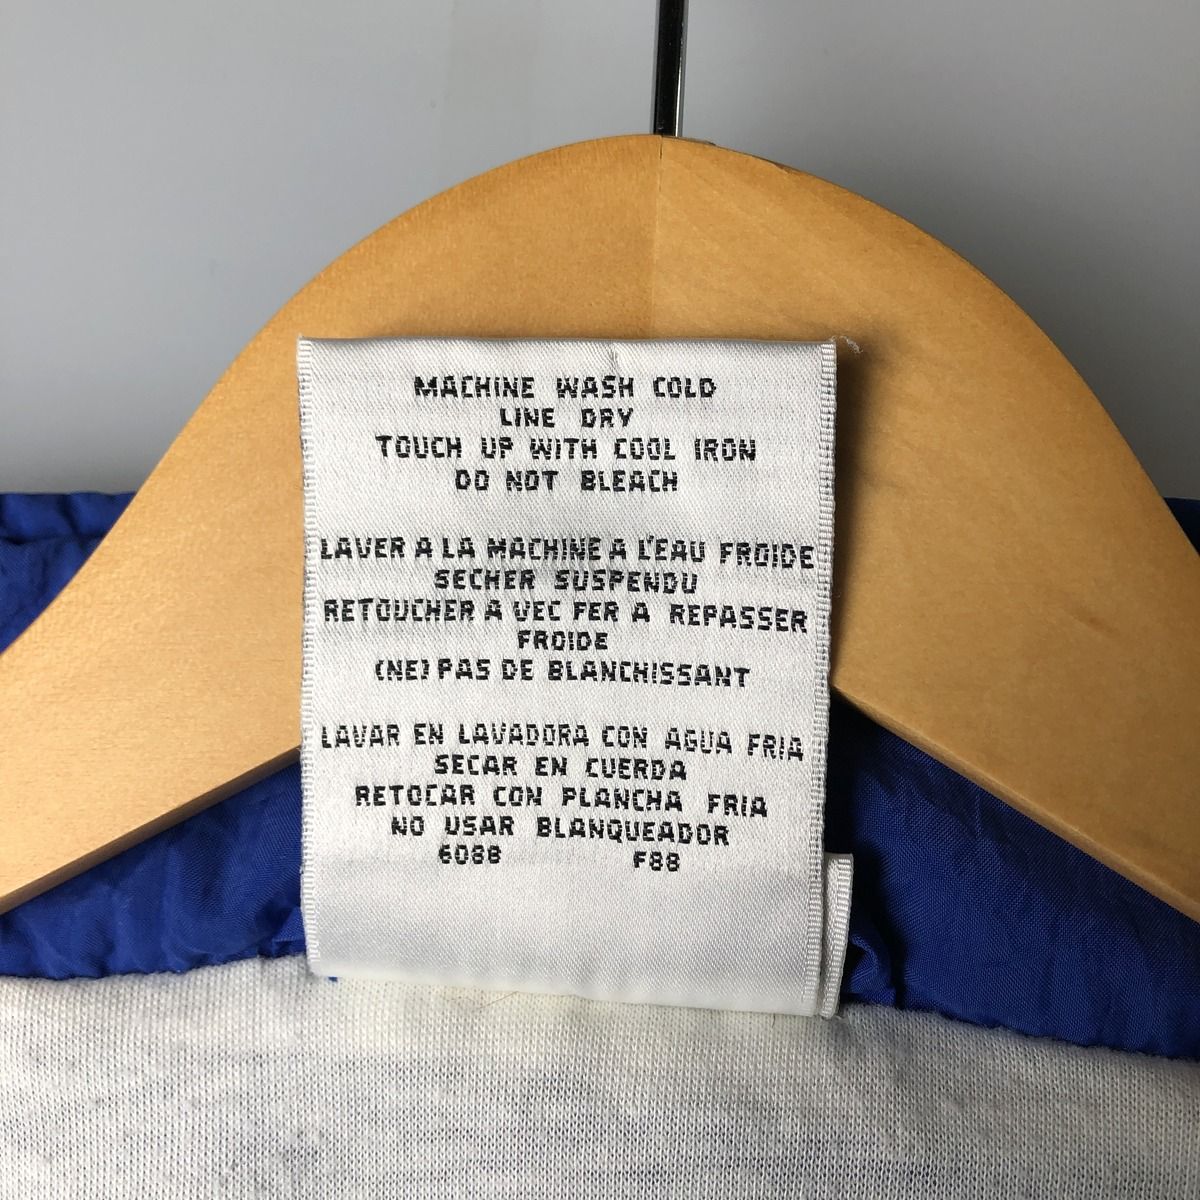 MACHINE WASH COLD
LINE DRY
TOUCH UP WITH COOL IRON
DO NOT BLEACH
LAVER A LA MACHINE A L'EAU FROIDE
SECHER SUSPENDU
RETOUCHER A VEC FER A REPASSER
FROIDE
(NE) PAS DE BLANCHISSANT
LAVAR EN LAVADORA CON AGUA FRIA
SECAR EN CUERDA
RETOCAR CON PLANCHA FRIA
NO USAR BLANQUEADOR
6088 F88